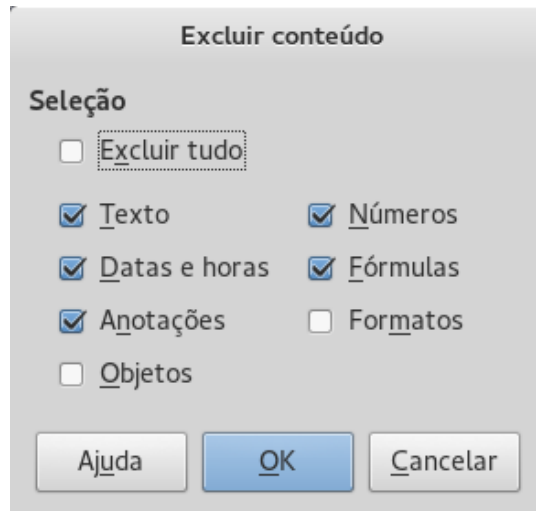 Excluir conteúdo
Seleção
Excluir tudo
Texto Números
Datas e horas Fórmulas
Anotações Formatos
Objetos
Ajuda OK Cancelar